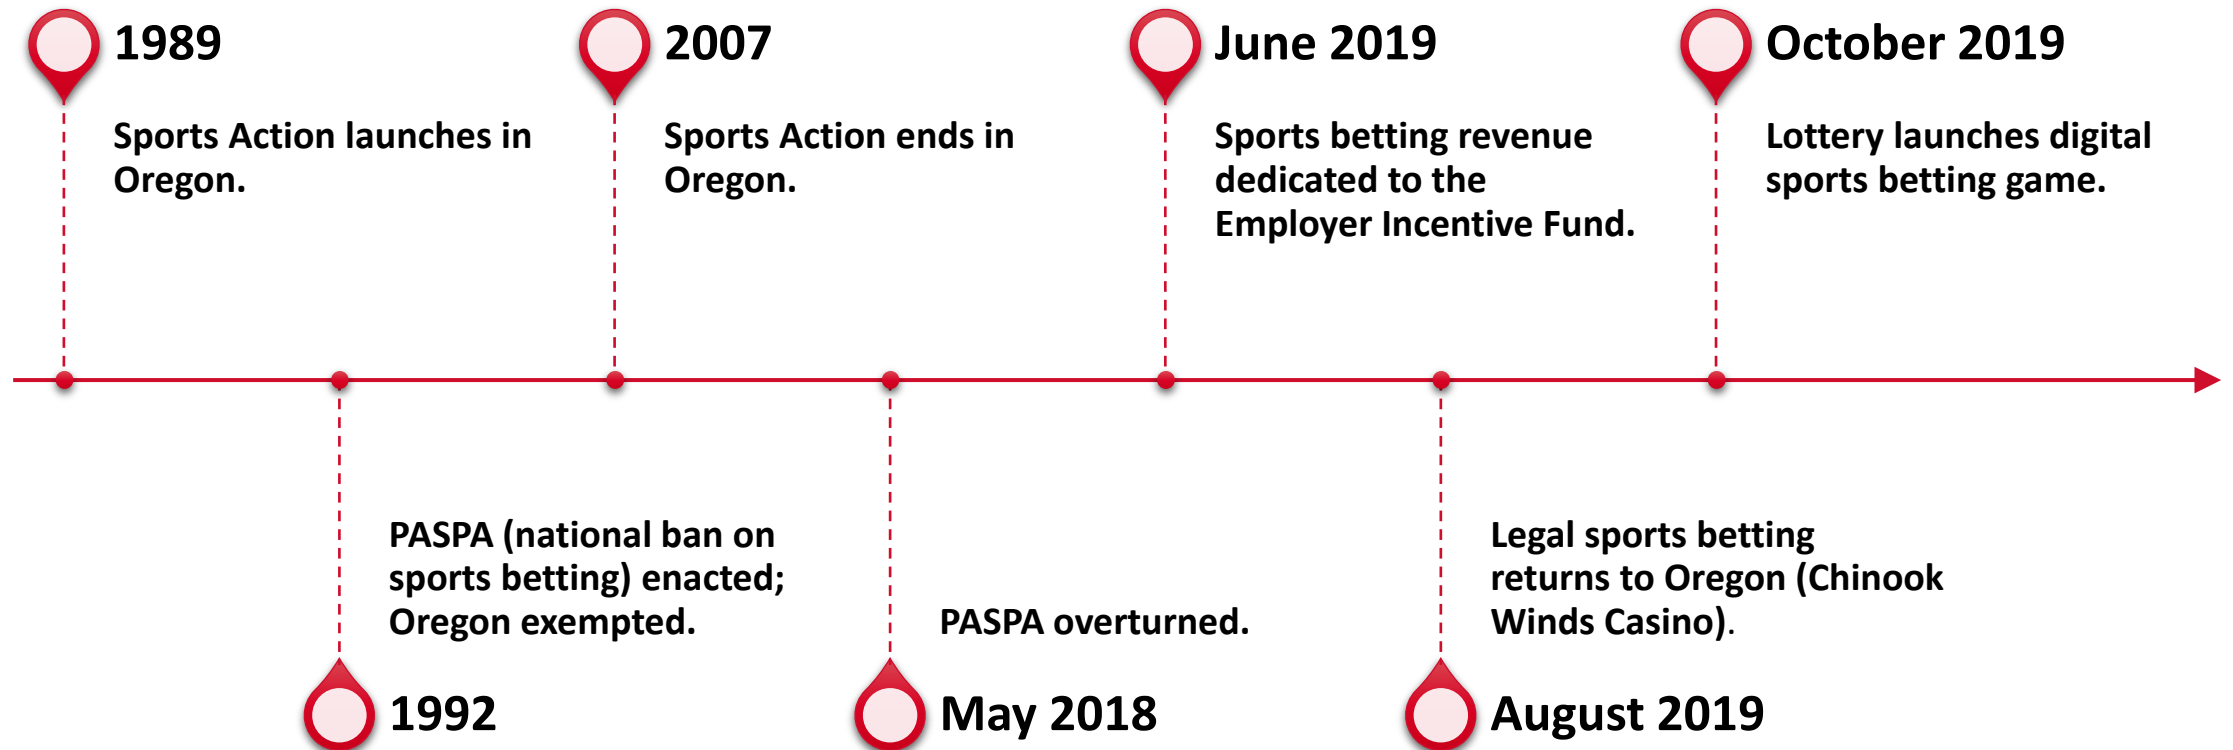 1989
Sports Action launches in
Oregon.
2007
Sports Action ends in
Oregon.
June 2019
Sports betting revenue
dedicated to the
Employer Incentive Fund.
October 2019
Lottery launches digital
sports betting game.
PASPA (national ban on
sports betting) enacted;
Oregon exempted.
1992
PASPA overturned.
May 2018
Legal sports betting
returns to Oregon (Chinook
Winds Casino).
August 2019